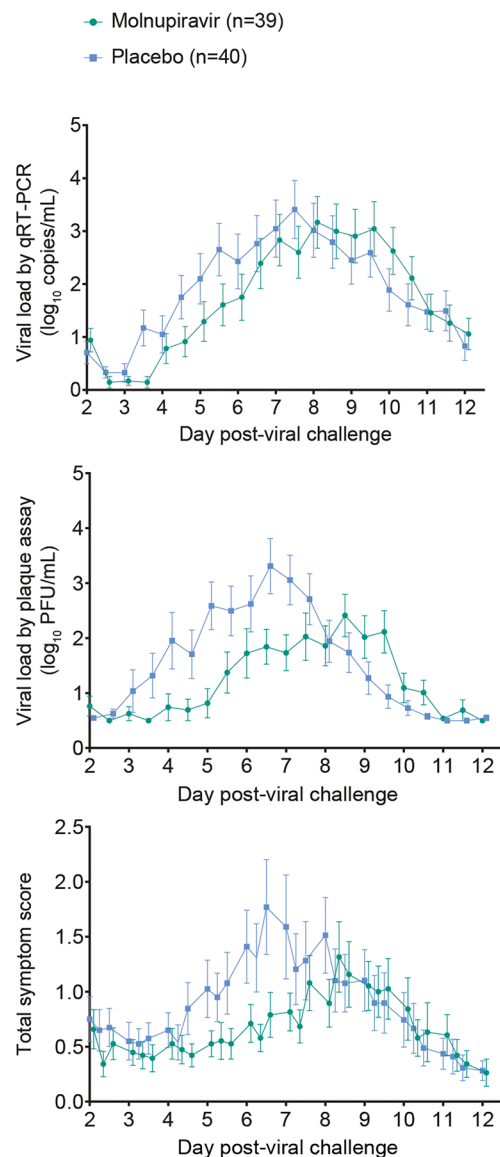 Molnupiravir (n=39)
Placebo (n=40)
5
4
3
2
1
0
Viral load by qRT-PCR
(log10 copies/mL)
2 3 4 5 6 7 8 9 10 11 12
Day post-viral challenge
5
4
3
2
1
0
Viral load by plaque assay
(log10 PFU/mL)
2 3 4 5 6 7 8 9 10 11 12
Day post-viral challenge
2.5
2.0
1.5
1.0
0.5
0.0
Total symptom score
2 3 4 5 6 7 8 9 10 11 12
Day post-viral challenge